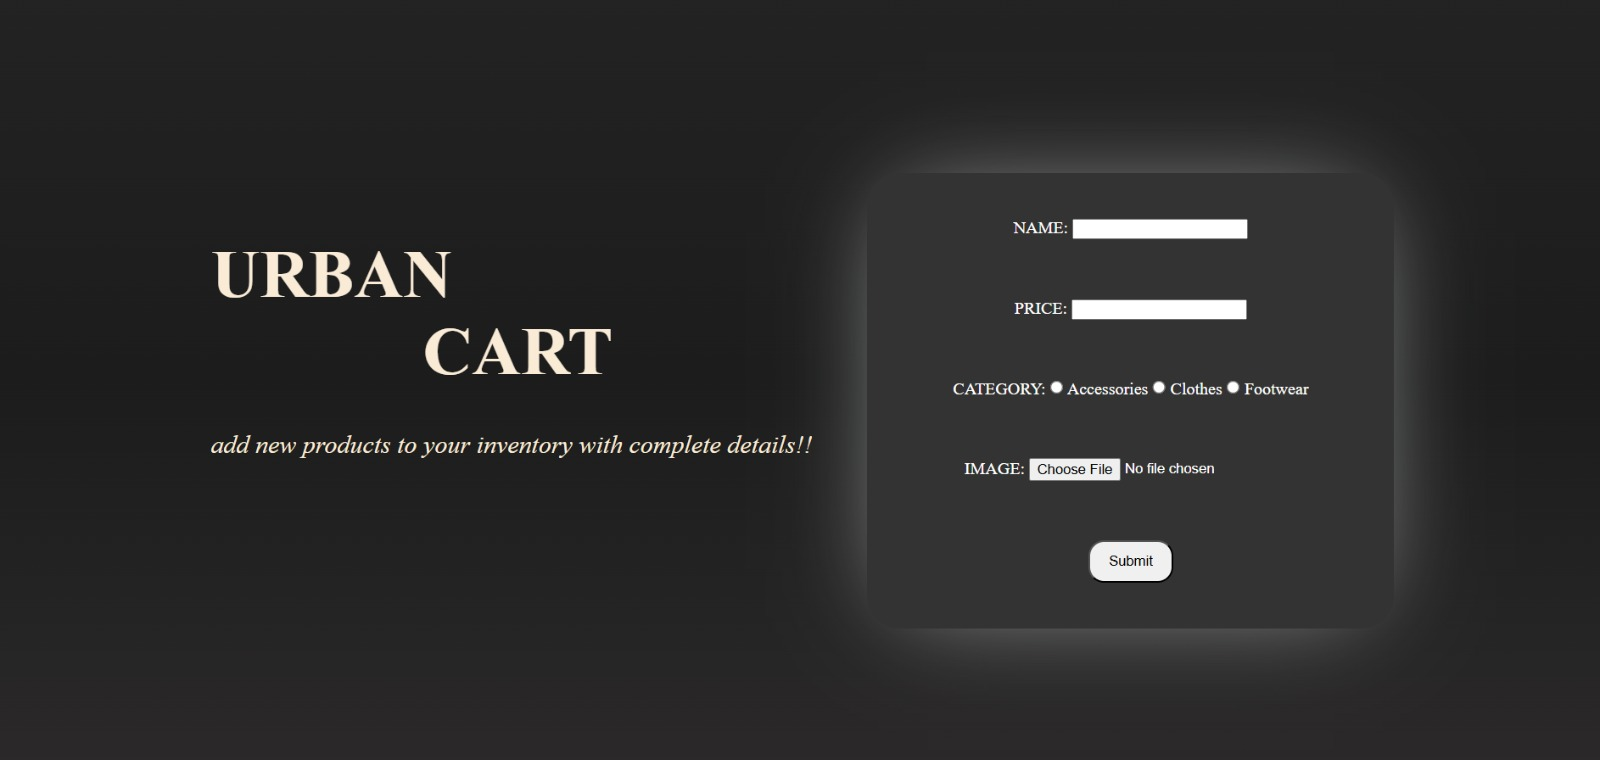 URBAN
CART
add new products to your inventory with complete details!!
NAME:
PRICE:
CATEGORY: Accessories Clothes Footwear
IMAGE: Choose File No file chosen
Submit